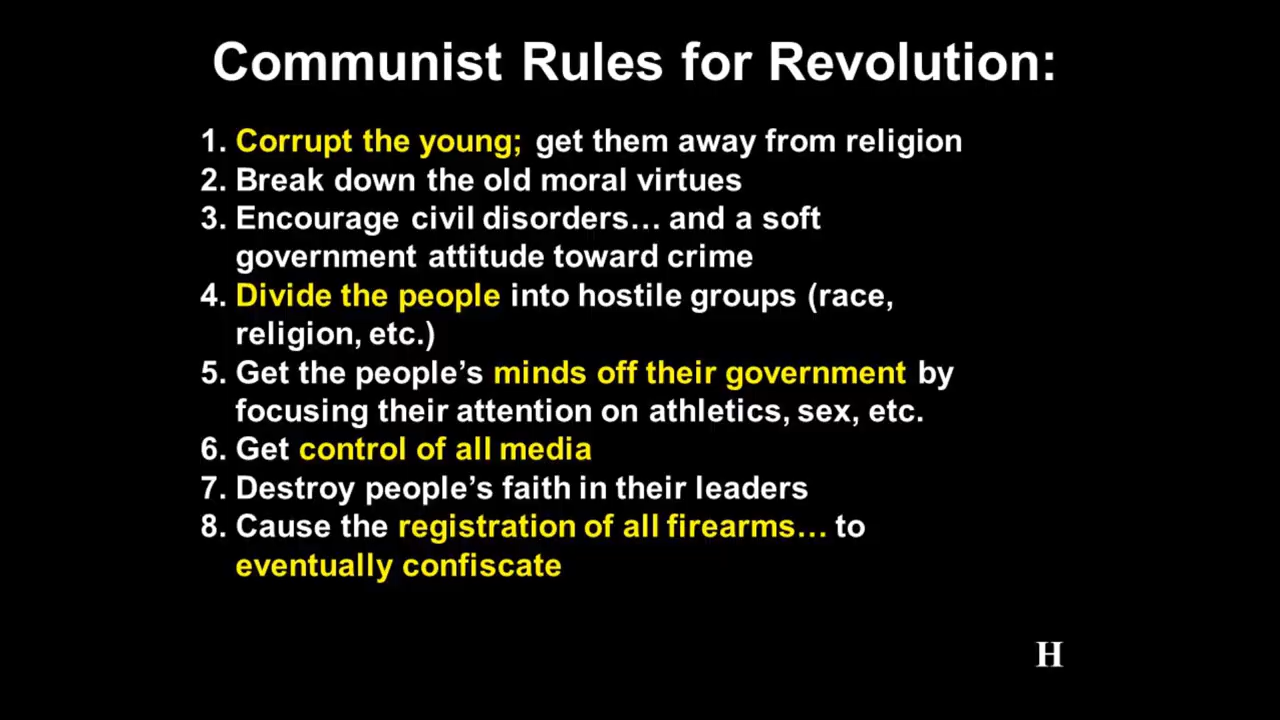 Communist Rules for Revolution:
1. Corrupt the young; get them away from religion
2. Break down the old moral virtues
3. Encourage civil disorders… and a soft
government attitude toward crime
4. Divide the people into hostile groups (race,
religion, etc.)
5. Get the people’s minds off their government by
focusing their attention on athletics, sex, etc.
6. Get control of all media
7. Destroy people’s faith in their leaders
8. Cause the registration of all firearms… to
eventually confiscate
H